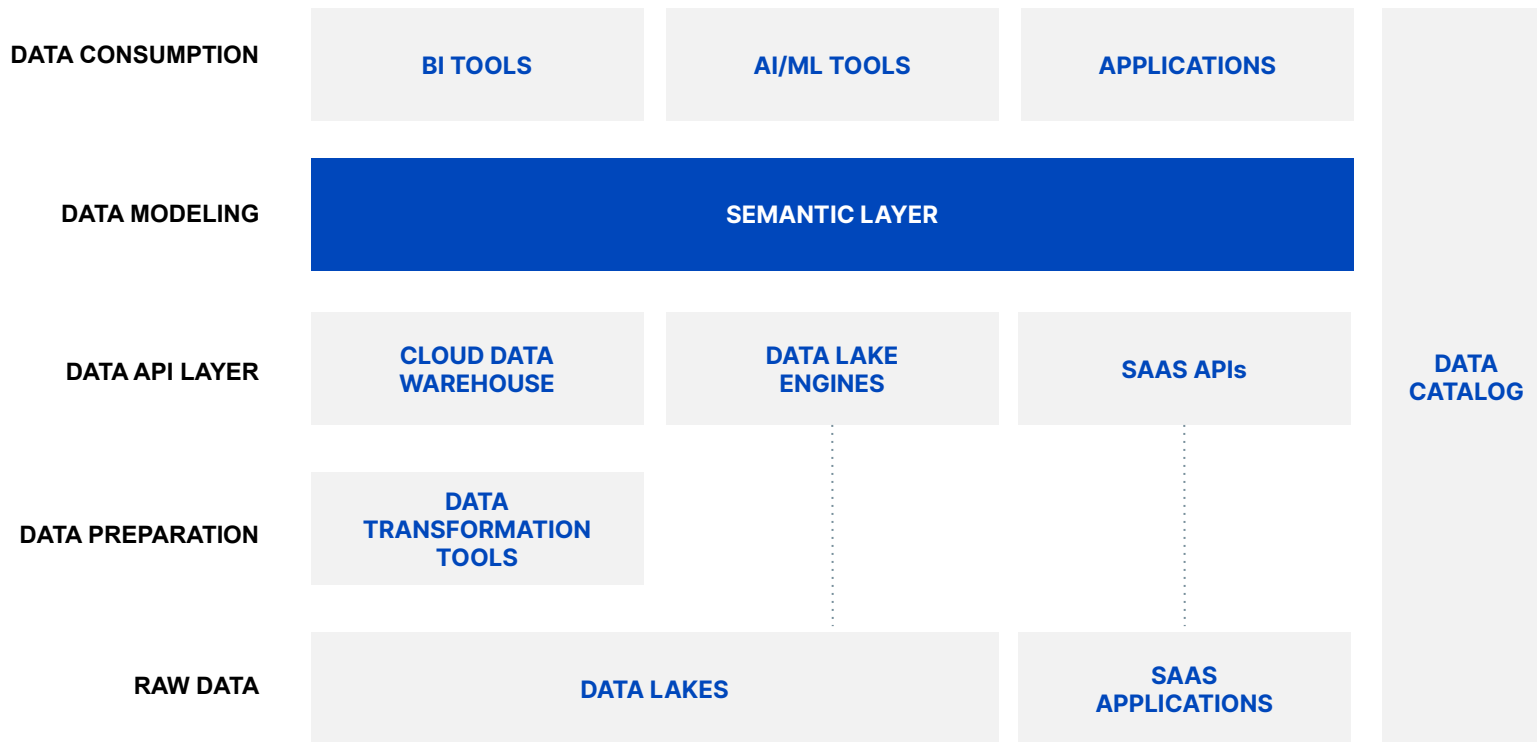 DATA CONSUMPTION
BI TOOLS
AI/ML TOOLS
APPLICATIONS
DATA MODELING
SEMANTIC LAYER
DATA API LAYER
CLOUD DATA
WAREHOUSE
DATA LAKE
ENGINES
SAAS APIs
DATA
CATALOG
DATA PREPARATION
DATA
TRANSFORMATION
TOOLS
RAW DATA
DATA LAKES
SAAS
APPLICATIONS